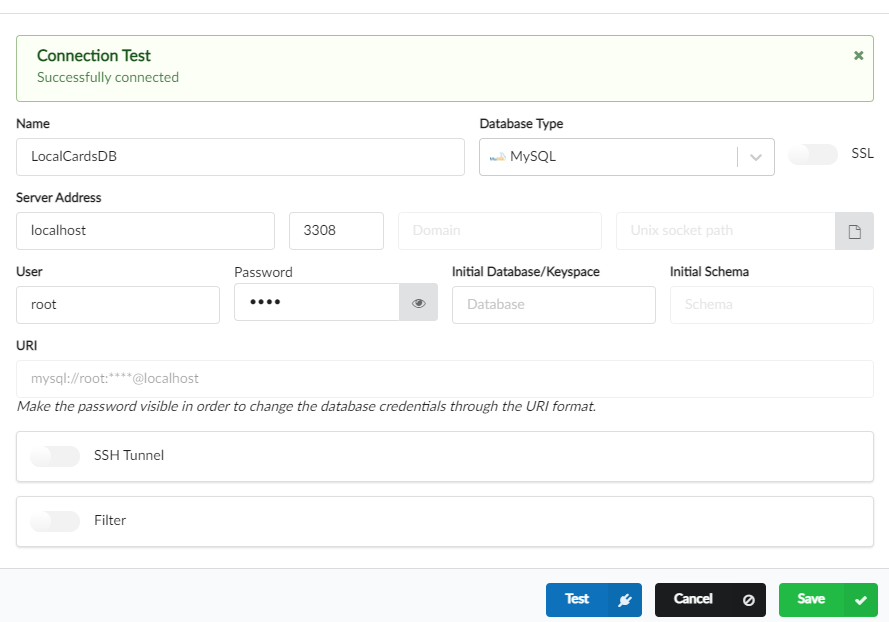 Connection Test
Successfully connected
Name
Database Type
LocalCardsDB
MySQL
SSL
Server Address
localhost
3308
Domain
Unix socket path
User
Password
Initial Database/Keyspace
Initial Schema
root
••••
Database
Schema
URI
mysql://root:****@localhost
Make the password visible in order to change the database credentials through the URI format.
SSH Tunnel
Filter
Test
Cancel
Save